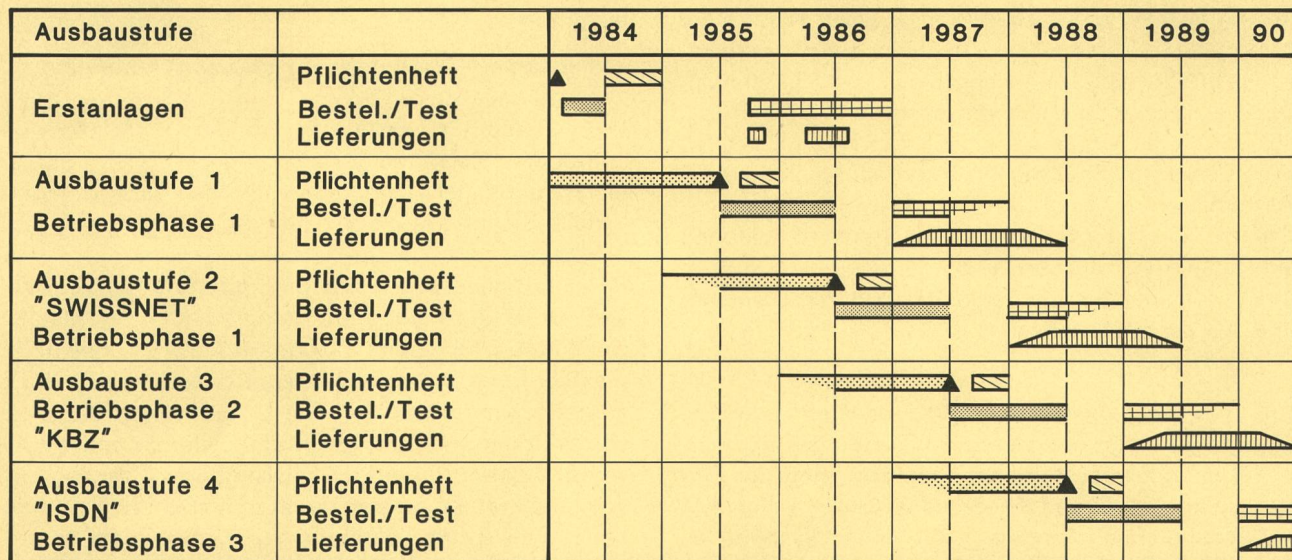 Ausbaustufe 1984 1985 1986 1987 1988 1989 90
Pflichtenheft
Erstanlagen Bestel./Test
Lieferungen
Ausbaustufe 1 Pflichtenheft
Bestel./Test
Betriebsphase 1
Lieferungen
Ausbaustufe 2 Pflichtenheft
"SWISSNET" Bestel./Test
Betriebsphase 1 Lieferungen
Ausbaustufe 3 Pflichtenheft
Betriebsphase 2 Bestel./Test
"KBZ" Lieferungen
Ausbaustufe 4 Pflichtenheft
"ISDN" Bestel./Test
Betriebsphase 3 Lieferungen